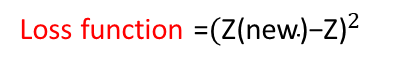 Loss function =(Z(new.)–Z)²